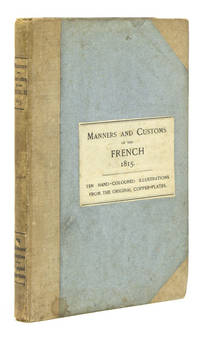 MANNERS AND CUSTOMS
OF THE
FRENCH
1815.
TEN HAND-COLOURED ILLUSTRATIONS
FROM THE ORIGINAL COPPER-PLATES.